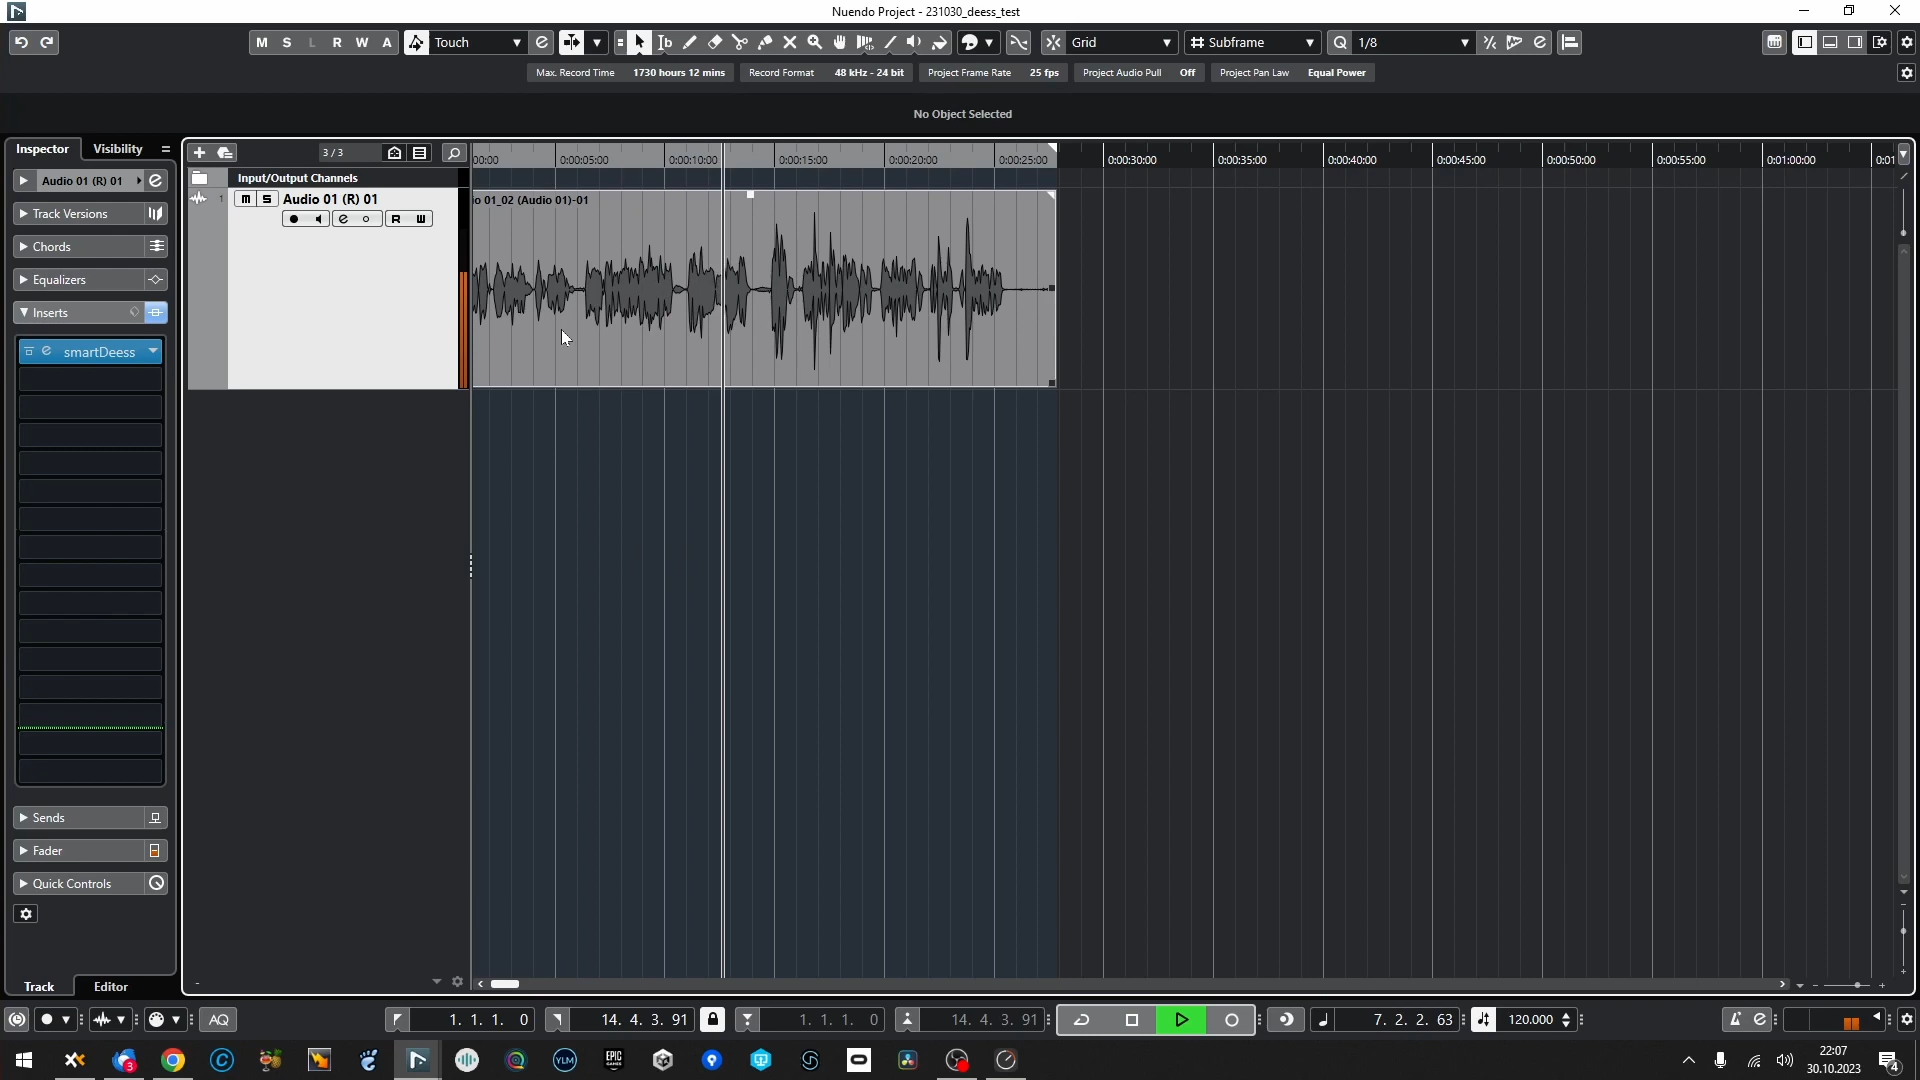 Nuendo Project - 231030_deess_test
M S L R W A Touch Grid Subframe Q 1/8
Max. Record Time 1730 hours 12 mins Record Format 48 kHz - 24 bit Project Frame Rate 25 fps Project Audio Pull Off Project Pan Law Equal Power
No Object Selected
Inspector Visibility 3 / 3 00:00 0:00:05:00 0:00:10:00 0:00:15:00 0:00:20:00 0:00:25:00 0:00:30:00 0:00:35:00 0:00:40:00 0:00:45:00 0:00:50:00 0:00:55:00 0:01:00:00 0:01
Input/Output Channels
Audio 01 (R) 01
1 m S Audio 01 (R) 01
io 01_02 (Audio 01)-01
R W
Track Versions
Chords
Equalizers
Inserts
smartDeess
Sends
Fader
Quick Controls
Track Editor
AQ 1. 1. 1. 0 14. 4. 3. 91 1. 1. 1. 0 14. 4. 3. 91 7. 2. 2. 63 120.000
3 YLM EPIC GAMES 22:07
30.10.2023 4